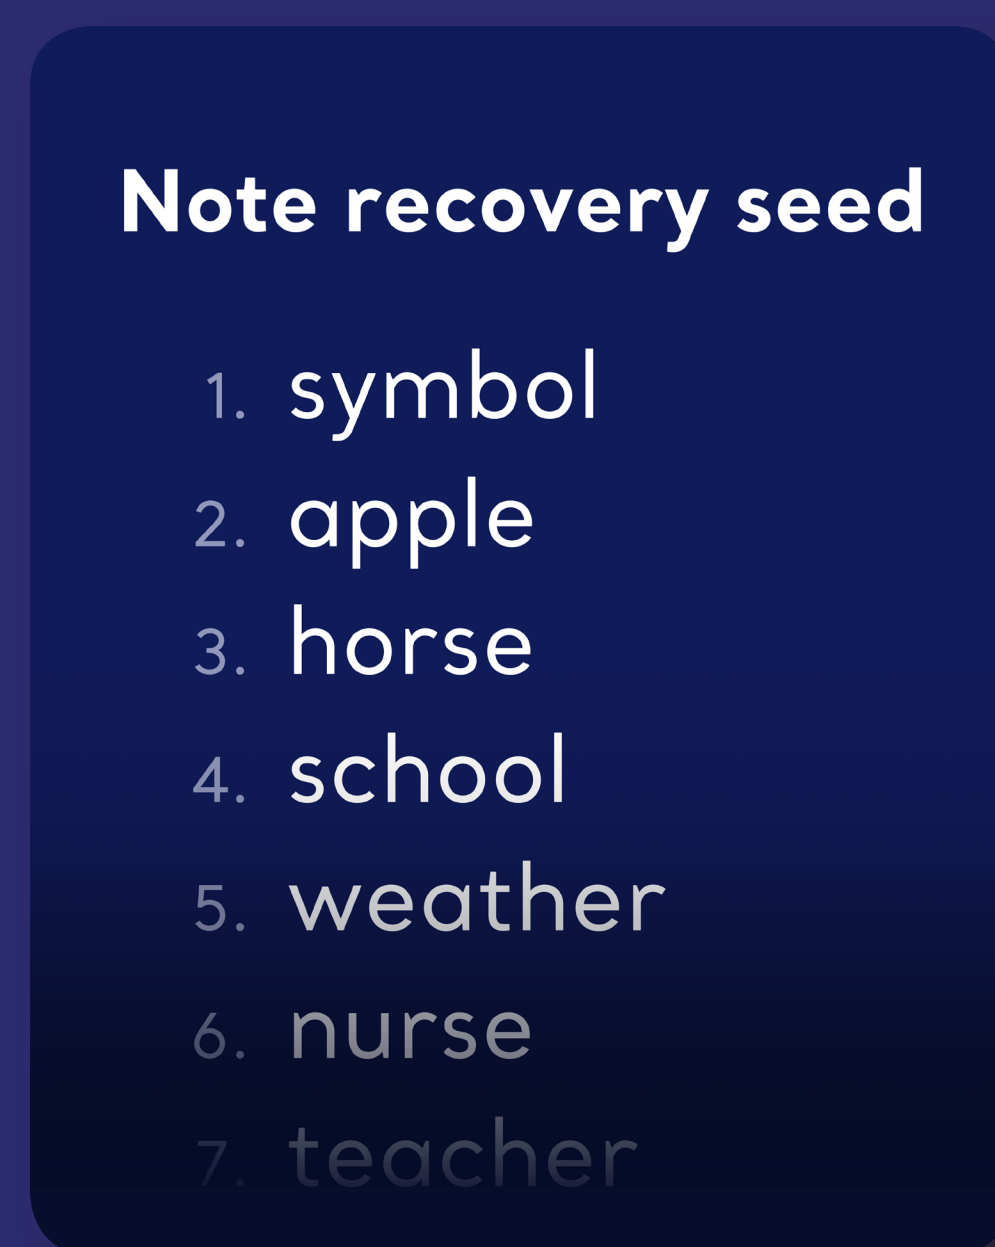 Note recovery seed
1. symbol
2. apple
3. horse
4. school
5. weather
6. nurse
7. teacher